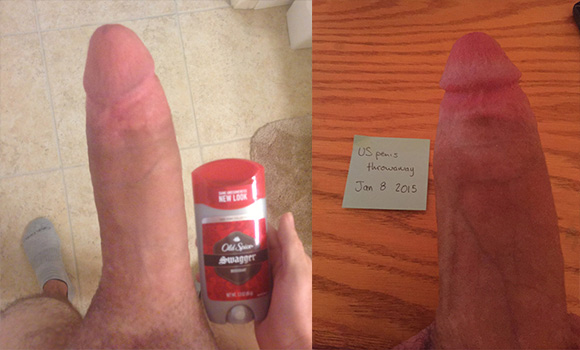 NEW LOOK
Old Spice
Swagger
US penis
throwaway
Jan 8 2015